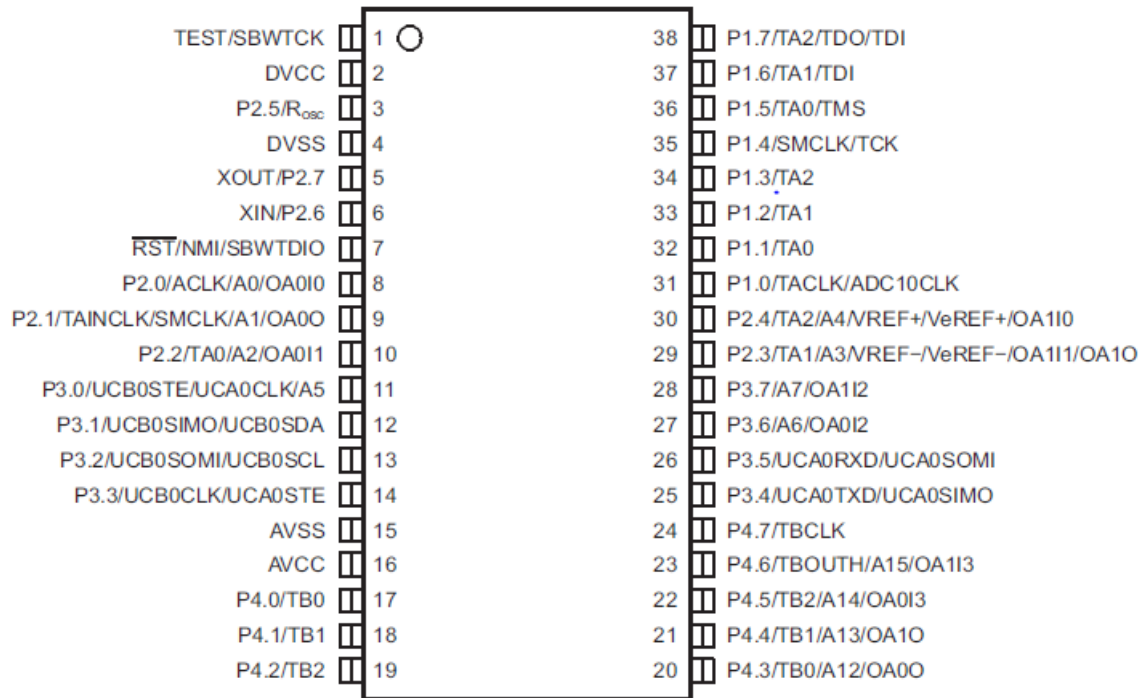 TEST/SBWTCK 1 38 P1.7/TA2/TDO/TDI
DVCC 2 37 P1.6/TA1/TDI
P2.5/ROSC 3 36 P1.5/TA0/TMS
DVSS 4 35 P1.4/SMCLK/TCK
XOUT/P2.7 5 34 P1.3/TA2
XIN/P2.6 6 33 P1.2/TA1
RST/NMI/SBWTDIO 7 32 P1.1/TA0
P2.0/ACLK/A0/OA0I0 8 31 P1.0/TACLK/ADC10CLK
P2.1/TAINCLK/SMCLK/A1/OA0O 9 30 P2.4/TA2/A4/VREF+/VeREF+/OA1I0
P2.2/TA0/A2/OA0I1 10 29 P2.3/TA1/A3/VREF−/VeREF−/OA1I1/OA1O
P3.0/UCB0STE/UCA0CLK/A5 11 28 P3.7/A7/OA1I2
P3.1/UCB0SIMO/UCB0SDA 12 27 P3.6/A6/OA0I2
P3.2/UCB0SOMI/UCB0SCL 13 26 P3.5/UCA0RXD/UCA0SOMI
P3.3/UCB0CLK/UCA0STE 14 25 P3.4/UCA0TXD/UCA0SIMO
AVSS 15 24 P4.7/TBCLK
AVCC 16 23 P4.6/TBOUTH/A15/OA1I3
P4.0/TB0 17 22 P4.5/TB2/A14/OA0I3
P4.1/TB1 18 21 P4.4/TB1/A13/OA1O
P4.2/TB2 19 20 P4.3/TB0/A12/OA0O